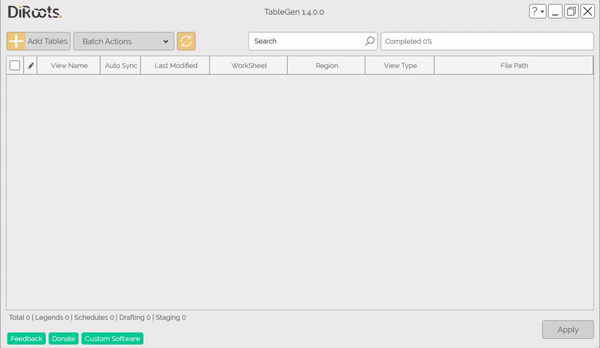 DiRoots.
TableGen 1.4.0.0
?
Add Tables
Batch Actions
Search
Completed 0%
View Name
Auto Sync
Last Modified
WorkSheet
Region
View Type
File Path
Total 0 | Legends 0 | Schedules 0 | Drafting 0 | Staging 0
Apply
Feedback
Donate
Custom Software